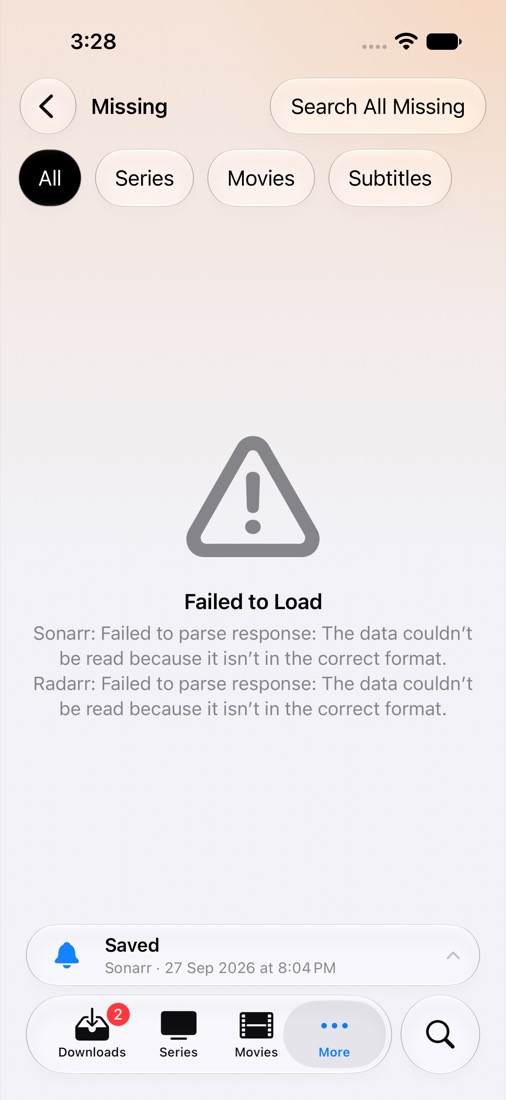 3:28
Missing
Search All Missing
All
Series
Movies
Subtitles
Failed to Load
Sonarr: Failed to parse response: The data couldn’t
be read because it isn’t in the correct format.
Radarr: Failed to parse response: The data couldn’t
be read because it isn’t in the correct format.
Saved
Sonarr · 27 Sep 2026 at 8:04 PM
2
Downloads
Series
Movies
More